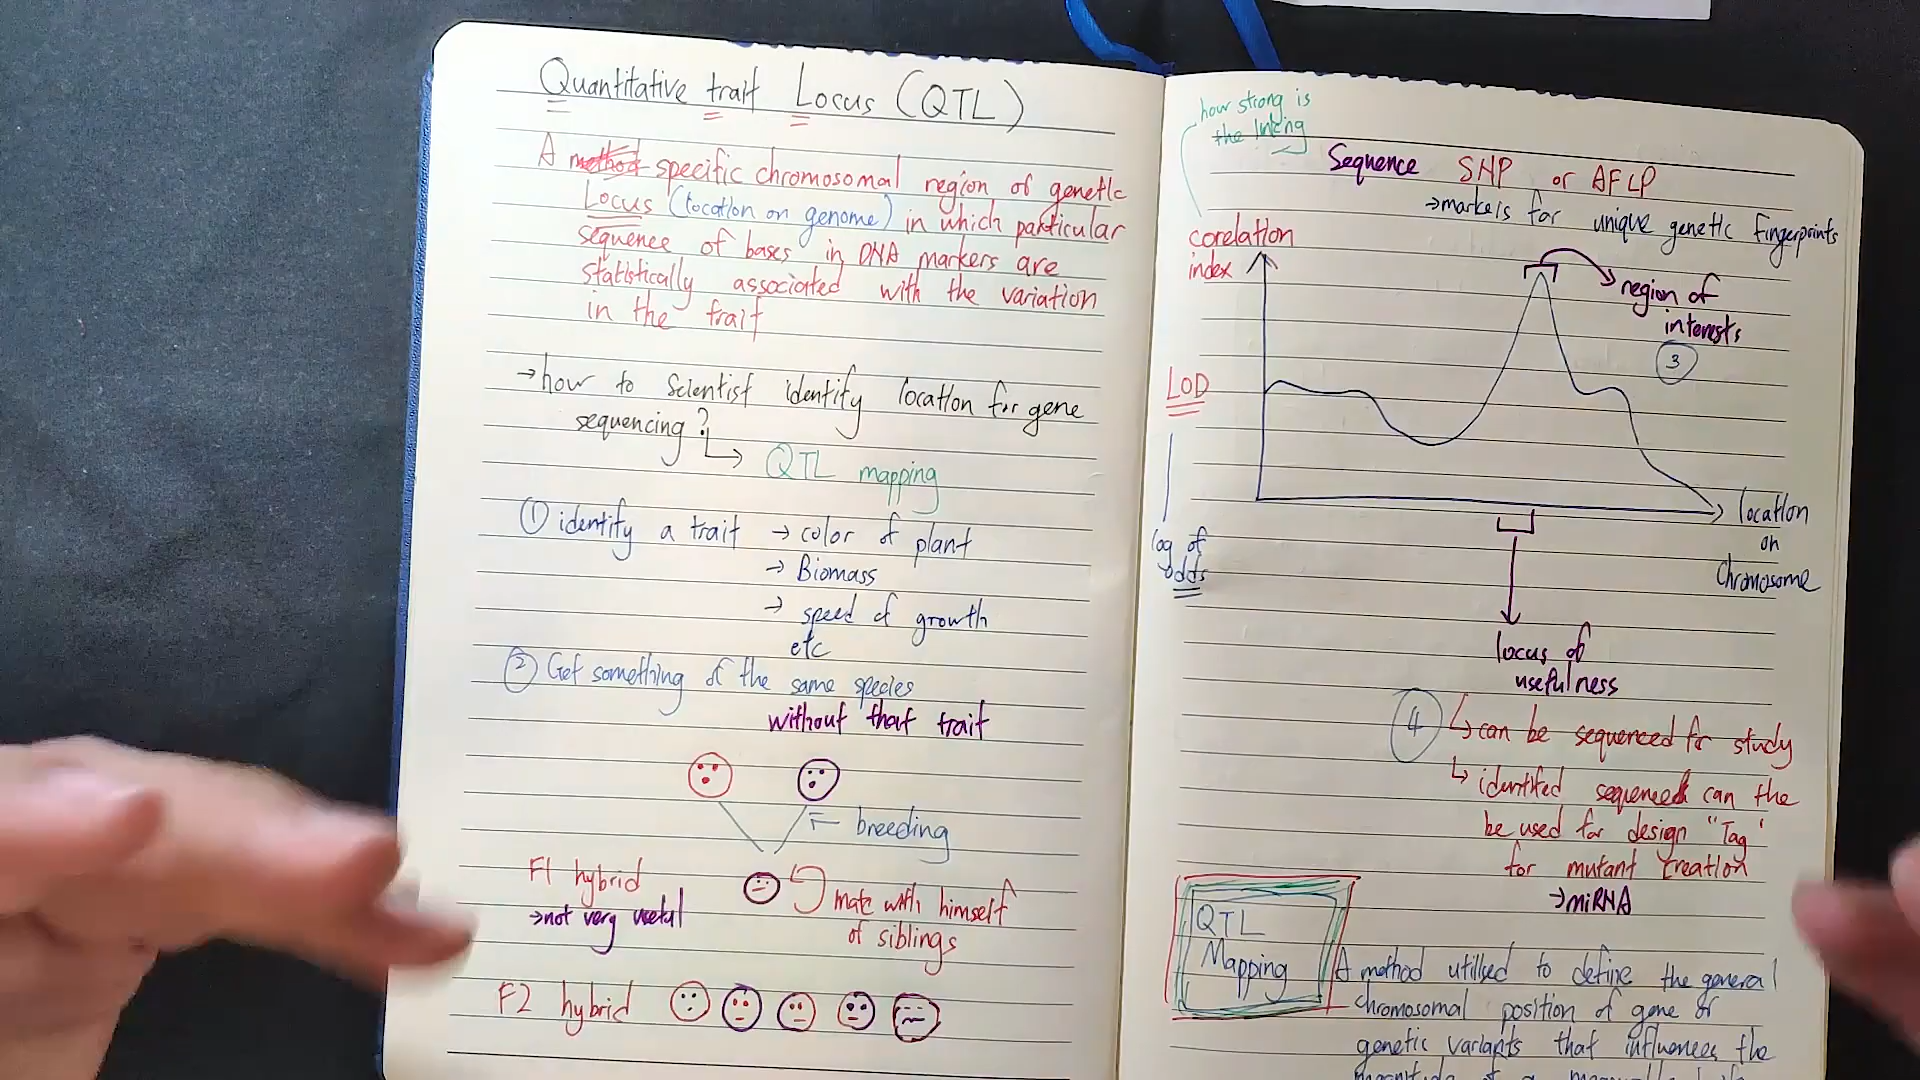 Quantitative trait Locus (QTL)
A method specific chromosomal region of genetic
Locus (location on genome) in which particular
sequence of bases in DNA markers are
statistically associated with the variation
in the trait
→how to scientist identify location for gene
sequencing?
QTL mapping
① identify a trait → color of plant
→ Biomass
→ speed of growth
etc
② Get something of the same species
without that trait
breeding
F1 hybrid
→not very useful
mate with himself
of siblings
F2 hybrid
how strong is
the linking
Sequence SNP or AFLP
→markers for unique genetic fingerprints
corelation
index
region of
interests
③
LOD
log of
odds
location
on
chromosome
locus of
usefulness
④ ↳can be sequenced for study
↳ identified sequenced can the
be used for design "Tag"
for mutant creation
→miRNA
QTL
Mapping
A method utilised to define the general
chromosomal position of gene or
genetic variants that influences the
magnitude of a